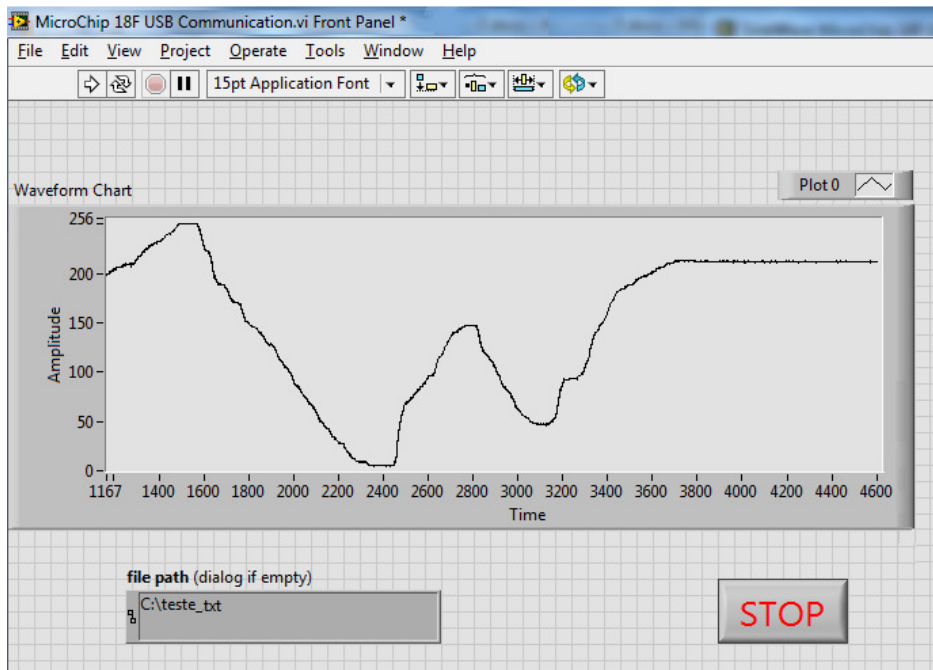 MicroChip 18F USB Communication.vi Front Panel *
File Edit View Project Operate Tools Window Help
15pt Application Font
Plot 0
Waveform Chart
256
200
150
100
50
0
Amplitude
1167 1400 1600 1800 2000 2200 2400 2600 2800 3000 3200 3400 3600 3800 4000 4200 4400 4600
Time
file path (dialog if empty)
C:\teste_txt
STOP